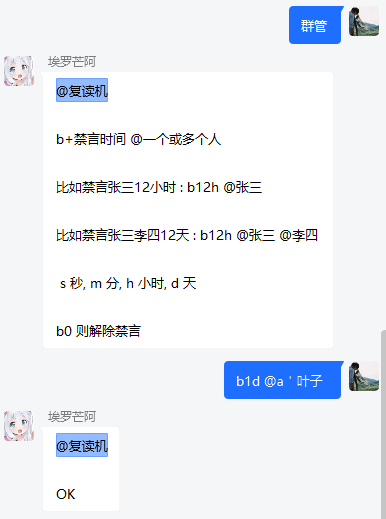 群管
埃罗芒阿
@复读机
b+禁言时间 @一个或多个人
比如禁言张三12小时 : b12h @张三
比如禁言张三李四12天 : b12h @张三 @李四
s 秒, m 分, h 小时, d 天
b0 则解除禁言
b1d @a＇叶子
埃罗芒阿
@复读机
OK